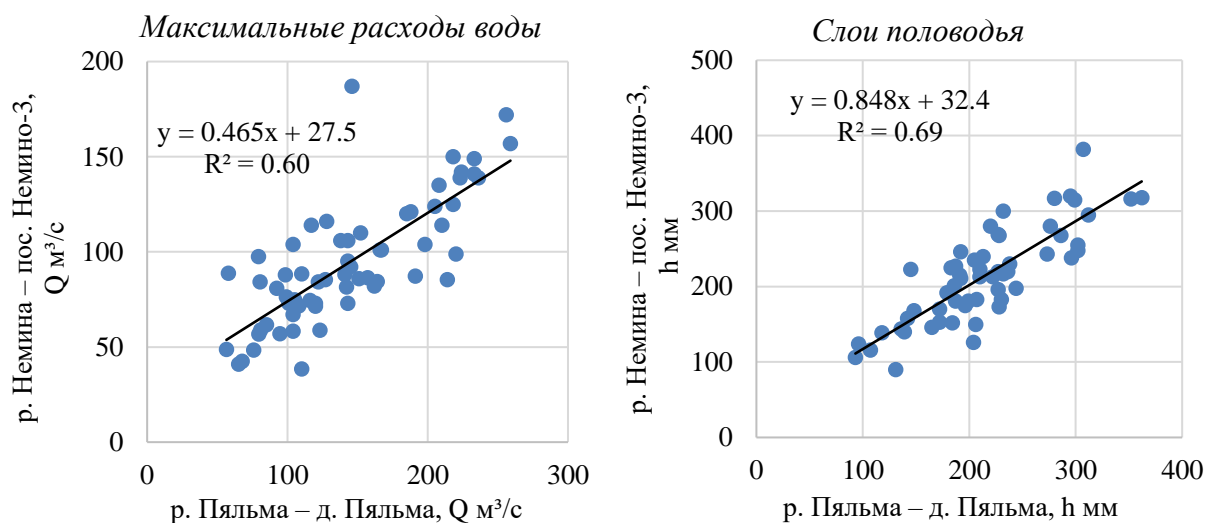 Максимальные расходы воды
р. Немина – пос. Немино-3,
Q м³/с
200
150
100
50
0
y = 0.465x + 27.5
R² = 0.60
0 100 200 300
р. Пяльма – д. Пяльма, Q м³/с
Слои половодья
р. Немина – пос. Немино-3,
h мм
500
400
300
200
100
0
y = 0.848x + 32.4
R² = 0.69
0 100 200 300 400
р. Пяльма – д. Пяльма, h мм